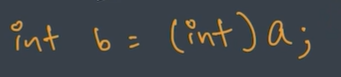 int b = (int) a;